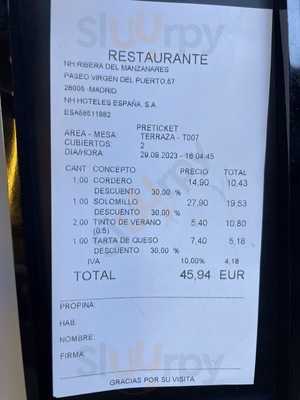 Sluurpy
RESTAURANTE
NH RIBERA DEL MANZANARES
PASEO VIRGEN DEL PUERTO,57
28005 -MADRID
NH HOTELES ESPAÑA, S.A.
ESA58511882
PRETICKET
AREA - MESA: TERRAZA - T007
CUBIERTOS: 2
DIA/HORA: 29.09.2023 - 16:04:45
CANT CONCEPTO PRECIO TOTAL
1,00 CORDERO 14,90 10,43
DESCUENTO 30,00 %
1,00 SOLOMILLO 27,90 19,53
DESCUENTO 30,00 %
2,00 TINTO DE VERANO 5,40 10,80
(0.5)
1,00 TARTA DE QUESO 7,40 5,18
DESCUENTO 30,00 %
IVA 10,00% 4,18
TOTAL 45,94 EUR
PROPINA:
HAB.
NOMBRE:
FIRMA:
Sluurpy
GRACIAS POR SU VISITA